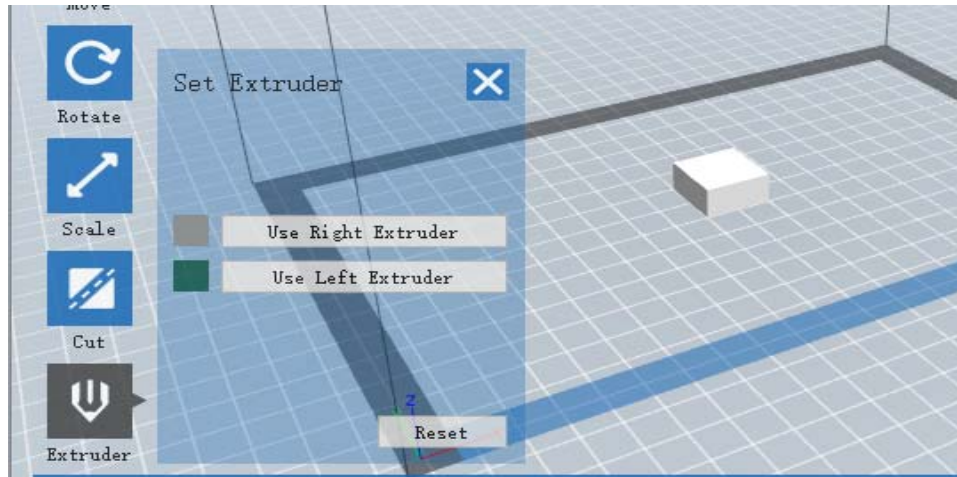 Move
Rotate
Scale
Cut
Extruder
Set Extruder
Use Right Extruder
Use Left Extruder
Z
Reset